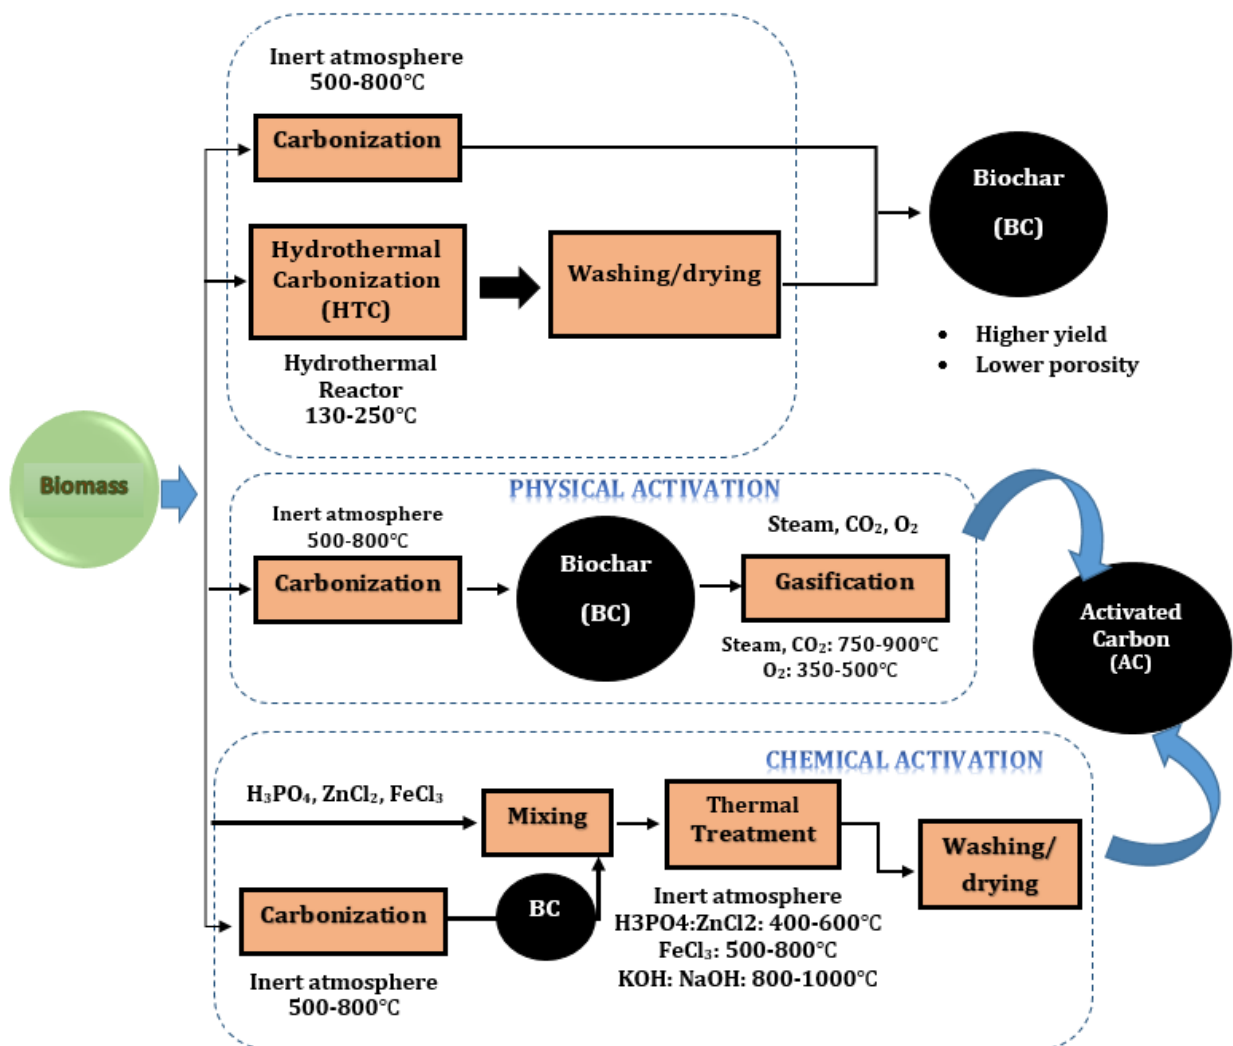 Inert atmosphere
500-800℃
Carbonization
Hydrothermal
Carbonization
(HTC)
Hydrothermal
Reactor
130-250℃
Washing/drying
Biochar
(BC)
• Higher yield
• Lower porosity
Biomass
PHYSICAL ACTIVATION
Inert atmosphere
500-800℃
Carbonization
Biochar
(BC)
Steam, CO₂, O₂
Gasification
Steam, CO₂: 750-900℃
O₂: 350-500℃
Activated
Carbon
(AC)
CHEMICAL ACTIVATION
H₃PO₄, ZnCl₂, FeCl₃
Mixing
Thermal
Treatment
Washing/
drying
Carbonization
BC
Inert atmosphere
500-800℃
Inert atmosphere
H3PO4:ZnCl2: 400-600℃
FeCl₃: 500-800℃
KOH: NaOH: 800-1000℃